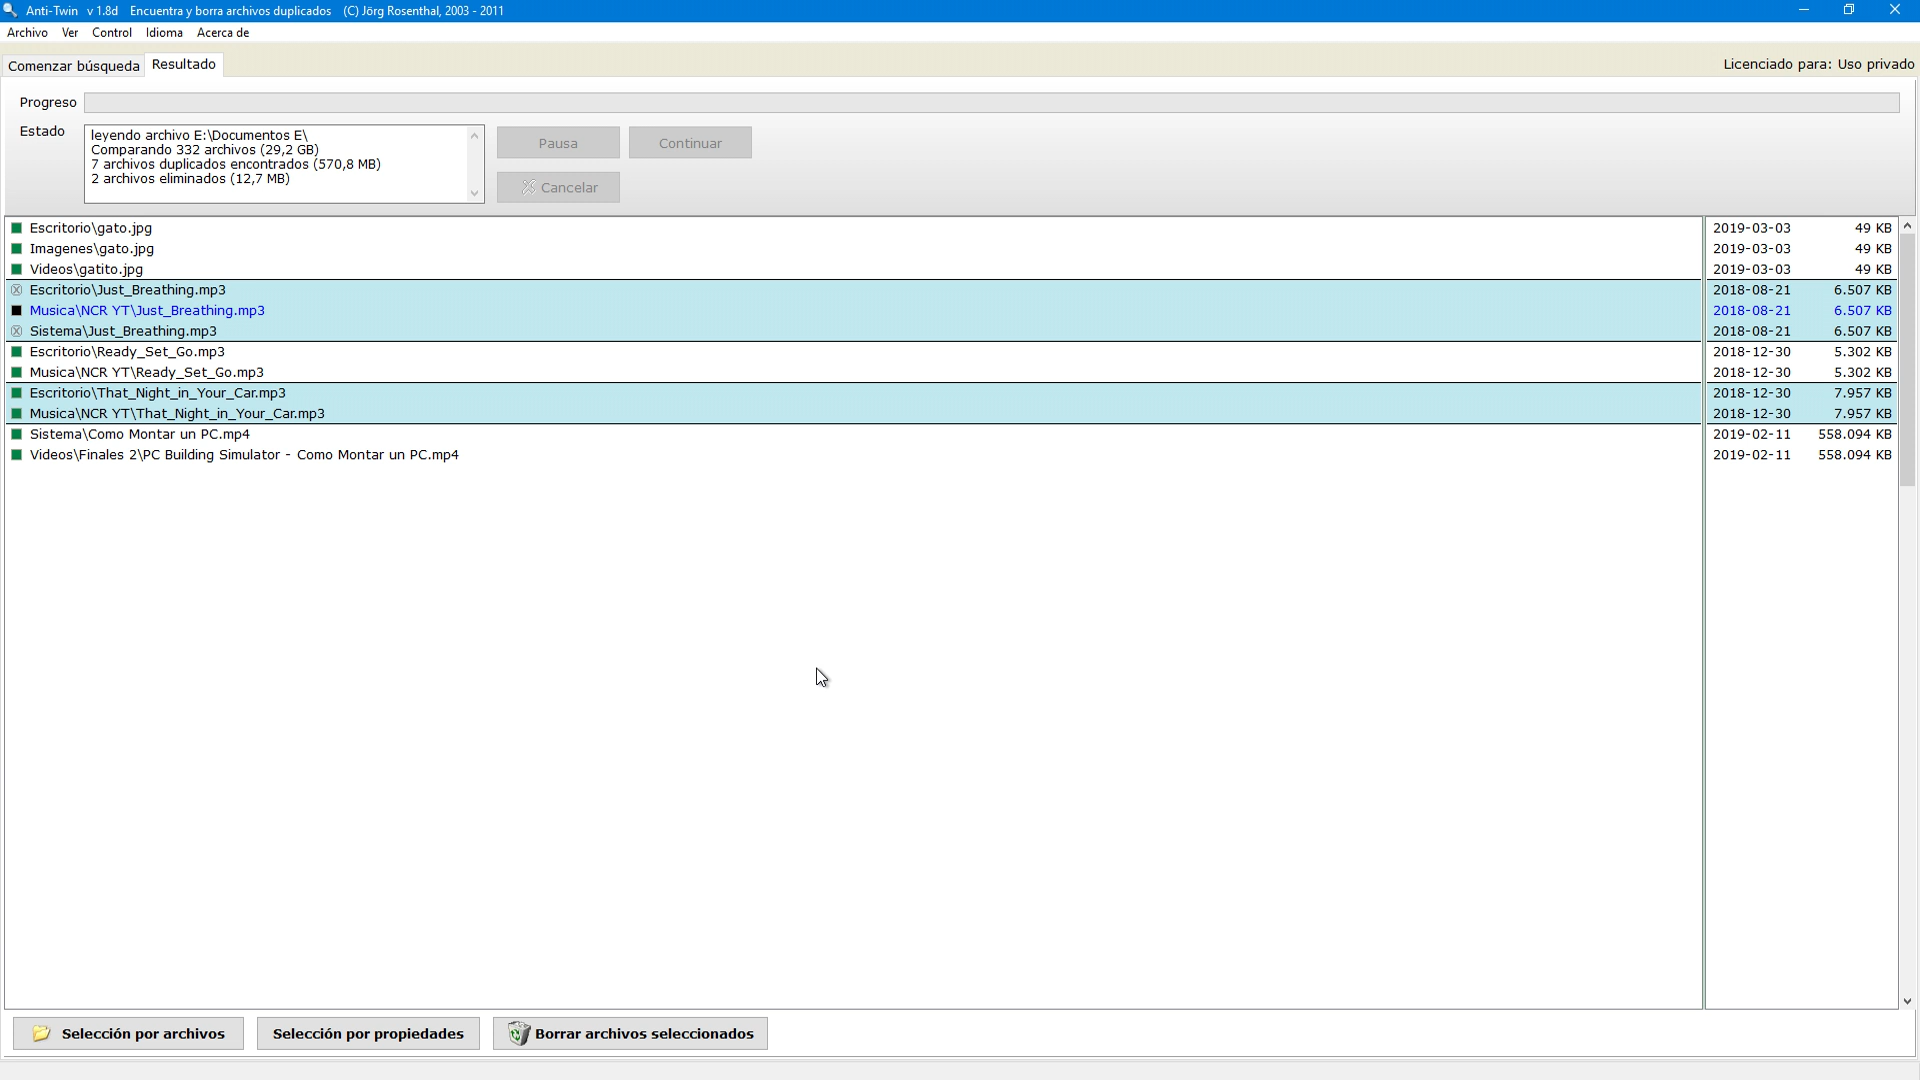 Anti-Twin v 1.8d Encuentra y borra archivos duplicados (C) Jörg Rosenthal, 2003 - 2011
Archivo Ver Control Idioma Acerca de
Comenzar búsqueda Resultado Licenciado para: Uso privado
Progreso
Estado
leyendo archivo E:\Documentos E\
Comparando 332 archivos (29,2 GB)
7 archivos duplicados encontrados (570,8 MB)
2 archivos eliminados (12,7 MB)
Pausa Continuar
Cancelar
Escritorio\gato.jpg 2019-03-03 49 KB
Imagenes\gato.jpg 2019-03-03 49 KB
Videos\gatito.jpg 2019-03-03 49 KB
Escritorio\Just_Breathing.mp3 2018-08-21 6.507 KB
Musica\NCR YT\Just_Breathing.mp3 2018-08-21 6.507 KB
Sistema\Just_Breathing.mp3 2018-08-21 6.507 KB
Escritorio\Ready_Set_Go.mp3 2018-12-30 5.302 KB
Musica\NCR YT\Ready_Set_Go.mp3 2018-12-30 5.302 KB
Escritorio\That_Night_in_Your_Car.mp3 2018-12-30 7.957 KB
Musica\NCR YT\That_Night_in_Your_Car.mp3 2018-12-30 7.957 KB
Sistema\Como Montar un PC.mp4 2019-02-11 558.094 KB
Videos\Finales 2\PC Building Simulator - Como Montar un PC.mp4 2019-02-11 558.094 KB
Selección por archivos Selección por propiedades Borrar archivos seleccionados